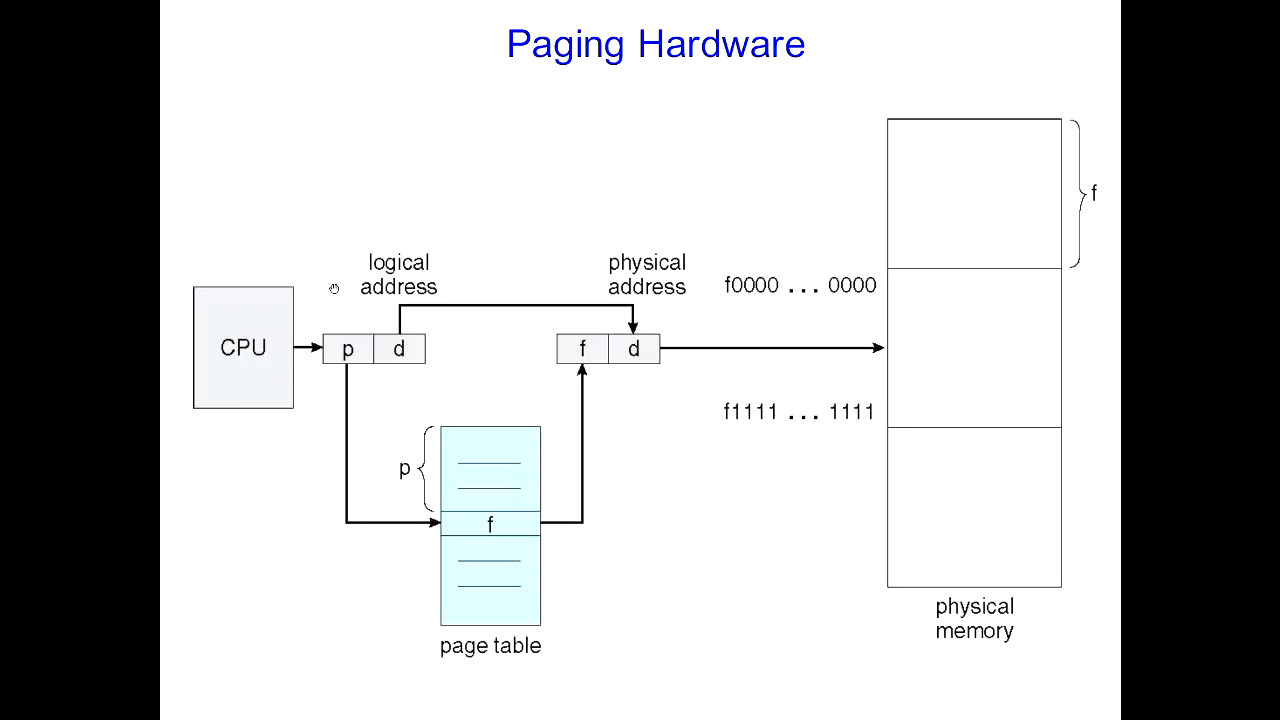 Paging Hardware
f
logical
address
physical
address
f0000 ... 0000
CPU
p
d
f
d
f1111 ... 1111
p
f
physical
memory
page table